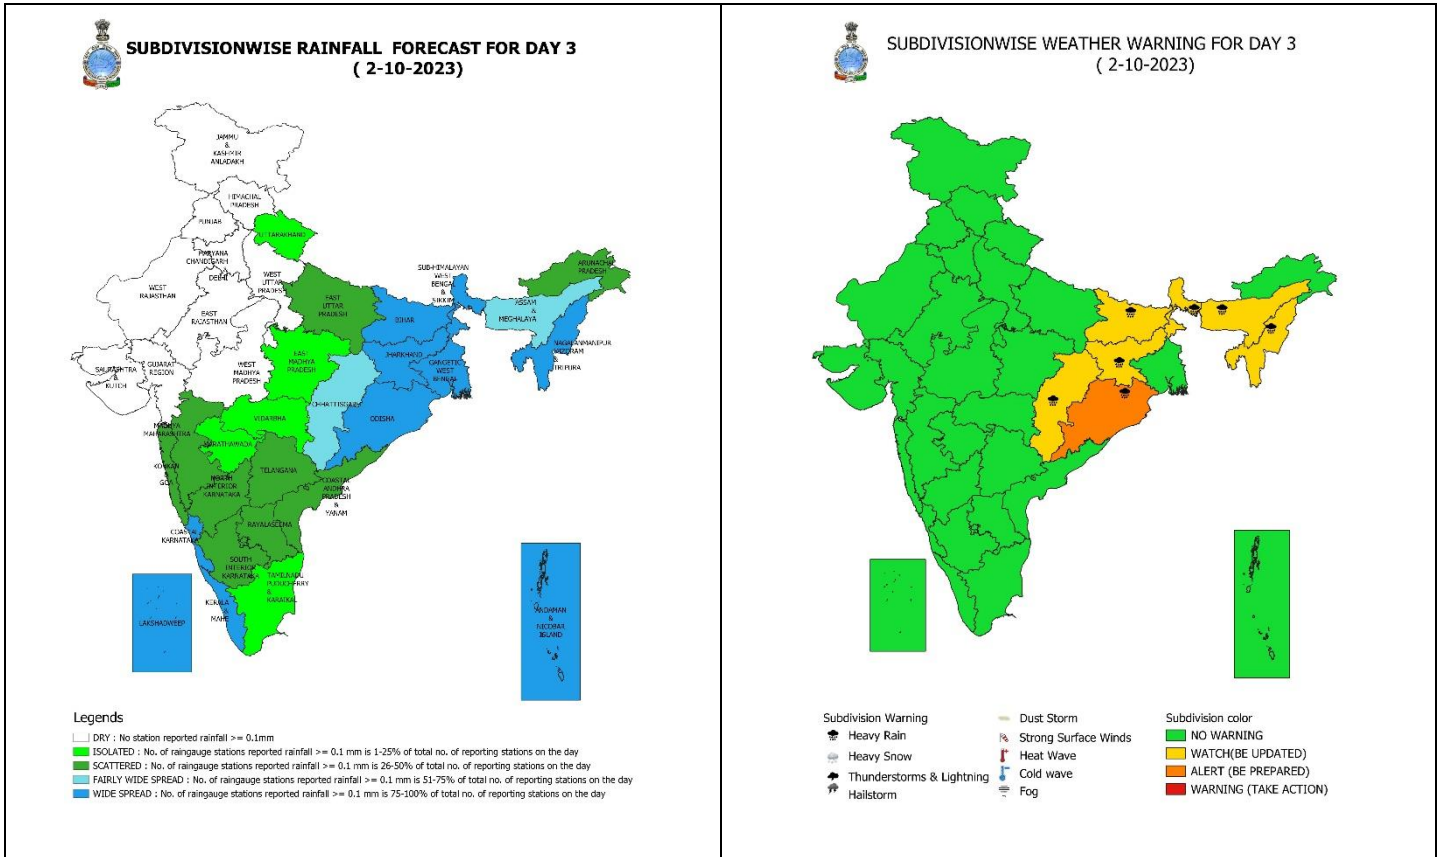 SUBDIVISIONWISE RAINFALL FORECAST FOR DAY 3
( 2-10-2023)
JAMMU
&
KASHMIR
ANLADAKH
HIMACHAL
PRADESH
PUNJAB
UTTARAKHAND
HARYANA
CHANDIGARH
DELHI
WEST
UTTAR
PRADESH
WEST
RAJASTHAN
EAST
RAJASTHAN
EAST
UTTAR
PRADESH
SUB-HIMALAYAN
WEST
BENGAL
&
SIKKIM
ARUNACHAL
PRADESH
ASSAM
&
MEGHALAYA
BIHAR
NAGALANMANIPUR
MIZORAM
&
TRIPURA
JHARKHAND
GANGETIC
WEST
BENGAL
SAURASHTRA
&
KUTCH
GUJARAT
REGION
WEST
MADHYA
PRADESH
EAST
MADHYA
PRADESH
CHHATTISGARH
ODISHA
VIDARBHA
MADHYA
MAHARASHTRA
MARATHAWADA
KONKAN
GOA
TELANGANA
NORTH
INTERIOR
KARNATAKA
COASTAL
ANDHRA
PRADESH
&
YANAM
RAYALASEEMA
COASTAL
KARNATAKA
SOUTH
INTERIOR
KARNATAKA
TAMILNADU
PUDUCHERRY
&
KARAIKAL
KERALA
&
MAHE
LAKSHADWEEP
ANDAMAN
&
NICOBAR
ISLAND
Legends
DRY : No station reported rainfall >= 0.1mm
ISOLATED : No. of raingauge stations reported rainfall >= 0.1 mm is 1-25% of total no. of reporting stations on the day
SCATTERED : No. of raingauge stations reported rainfall >= 0.1 mm is 26-50% of total no. of reporting stations on the day
FAIRLY WIDE SPREAD : No. of raingauge stations reported rainfall >= 0.1 mm is 51-75% of total no. of reporting stations on the day
WIDE SPREAD : No. of raingauge stations reported rainfall >= 0.1 mm is 75-100% of total no. of reporting stations on the day
SUBDIVISIONWISE WEATHER WARNING FOR DAY 3
( 2-10-2023)
Subdivision Warning
Heavy Rain
Heavy Snow
Thunderstorms & Lightning
Hailstorm
Dust Storm
Strong Surface Winds
Heat Wave
Cold wave
Fog
Subdivision color
NO WARNING
WATCH(BE UPDATED)
ALERT (BE PREPARED)
WARNING (TAKE ACTION)